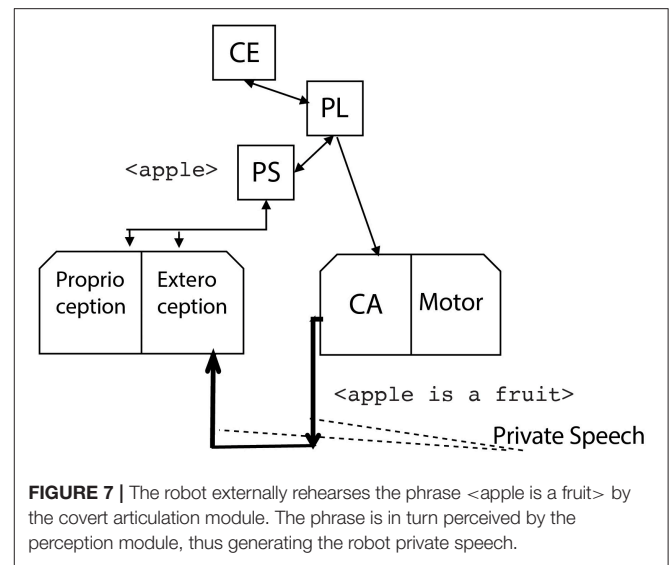 CE
PL
<apple>
PS
Proprio
ception
Extero
ception
CA
Motor
<apple is a fruit>
Private Speech
FIGURE 7 | The robot externally rehearses the phrase <apple is a fruit> by
the covert articulation module. The phrase is in turn perceived by the
perception module, thus generating the robot private speech.